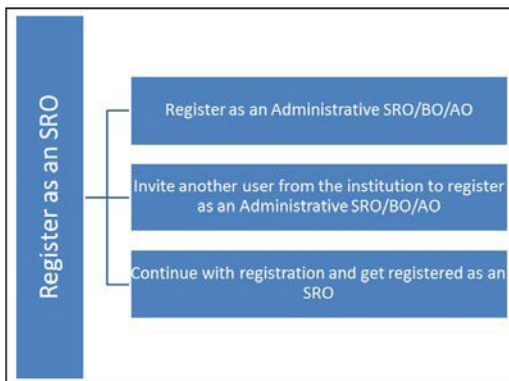 Register as an SRO
Register as an Administrative SRO/BO/AO
Invite another user from the institution to register
as an Administrative SRO/BO/AO
Continue with registration and get registered as an
SRO